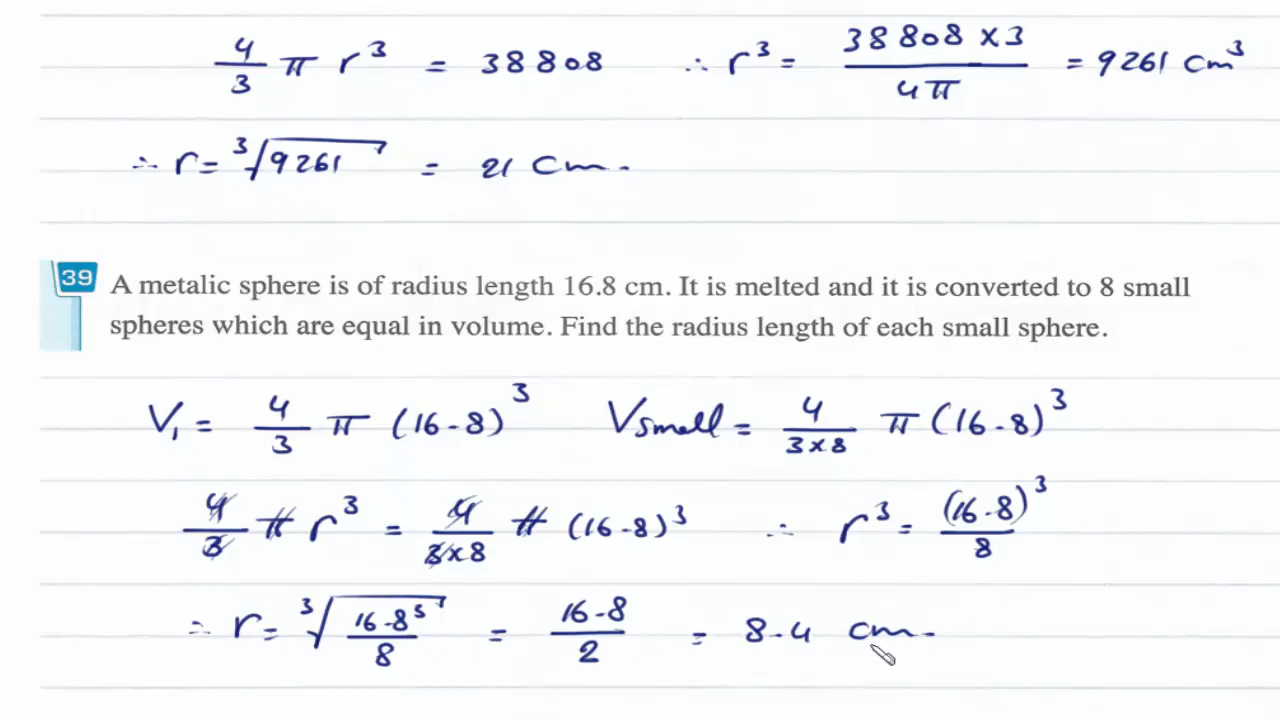 4/3 π r³ = 38808 ∴ r³ = 38808 × 3 / 4π = 9261 cm³
∴ r = ³√9261 = 21 cm.
39 A metalic sphere is of radius length 16.8 cm. It is melted and it is converted to 8 small
spheres which are equal in volume. Find the radius length of each small sphere.
V₁ = 4/3 π (16.8)³ V small = 4/3×8 π (16.8)³
4/3 π r³ = 4/3×8 π (16.8)³ ∴ r³ = (16.8)³/8
∴ r = ³√16.8³/8 = 16.8/2 = 8.4 cm.